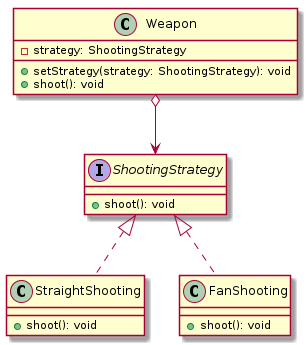 C Weapon
strategy: ShootingStrategy
setStrategy(strategy: ShootingStrategy): void
shoot(): void
I ShootingStrategy
shoot(): void
C StraightShooting
shoot(): void
C FanShooting
shoot(): void